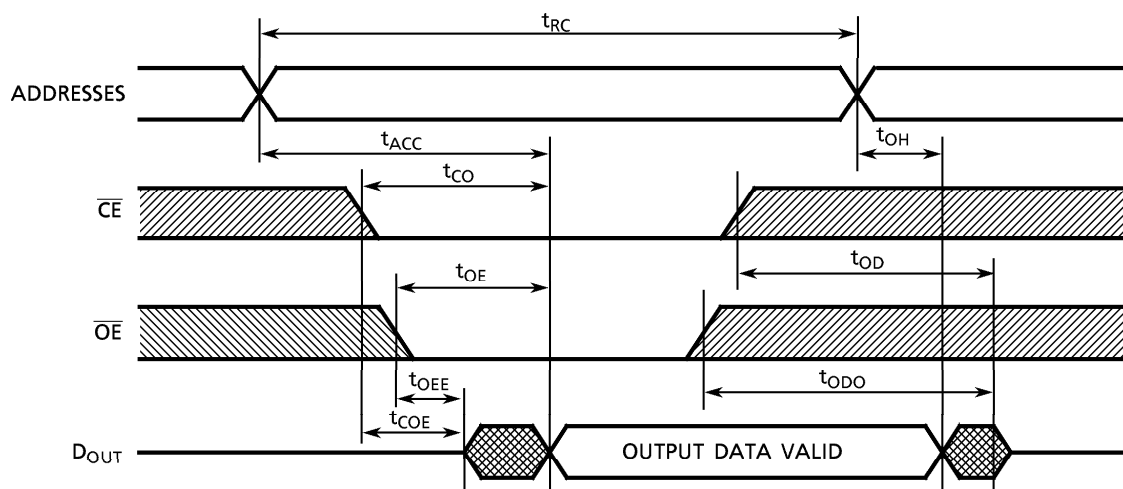 tRC
ADDRESSES
tACC
tOH
tCO
CE
tOD
tOE
OE
tODO
tOEE
tCOE
DOUT
OUTPUT DATA VALID